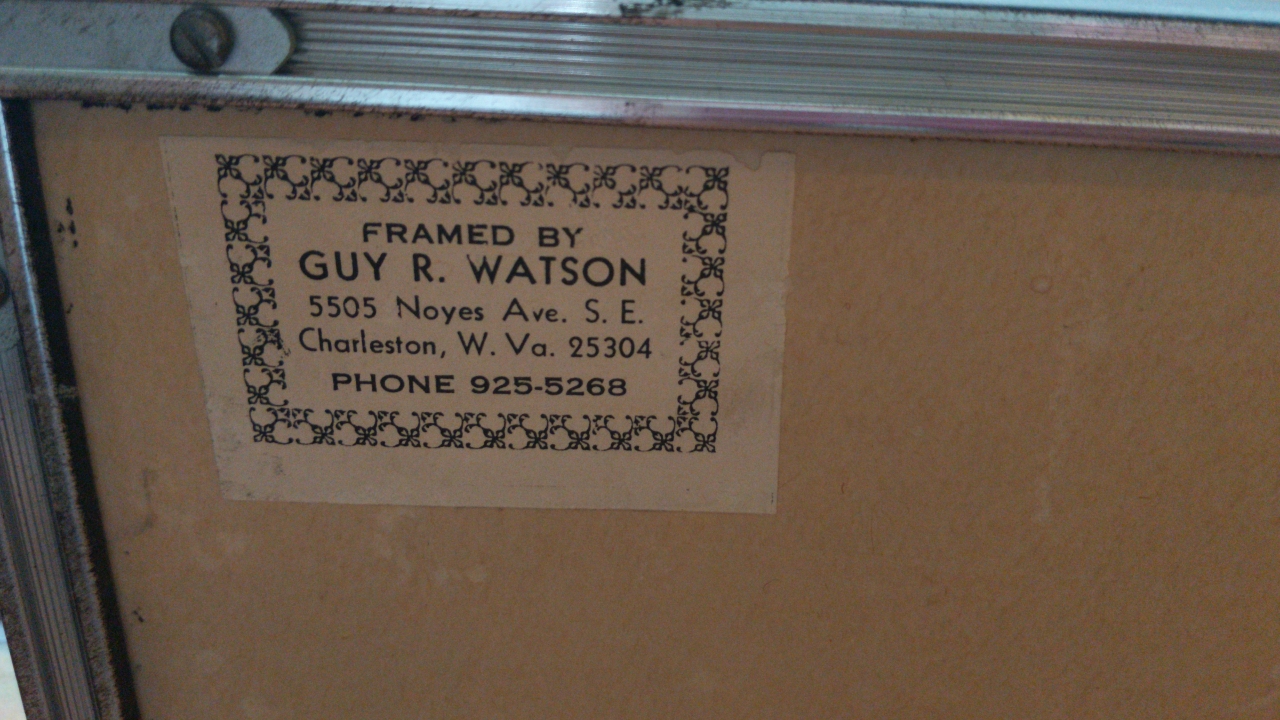 FRAMED BY
GUY R. WATSON
5505 Noyes Ave. S. E.
Charleston, W. Va. 25304
PHONE 925-5268